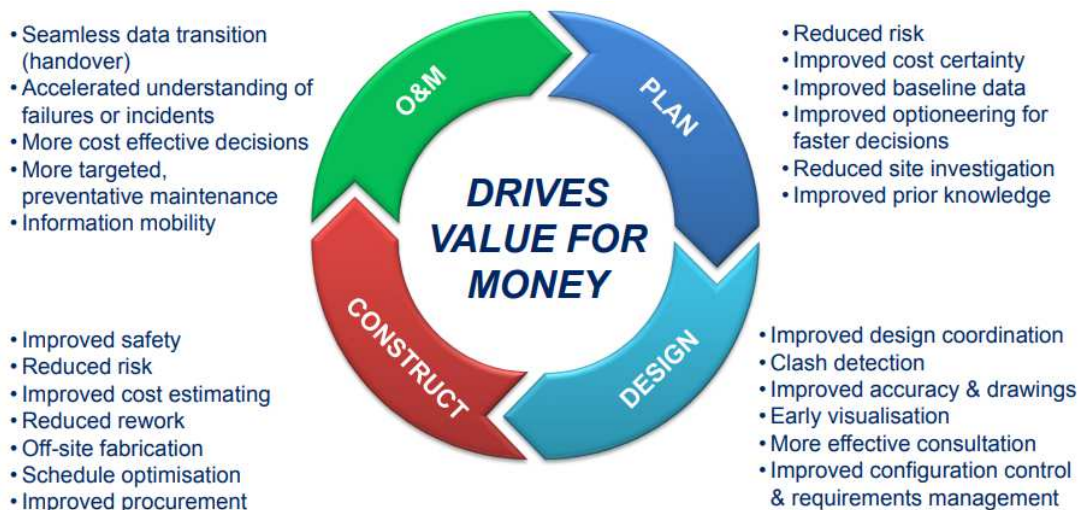 • Seamless data transition
(handover)
• Accelerated understanding of
failures or incidents
• More cost effective decisions
• More targeted,
preventative maintenance
• Information mobility
O&M
PLAN
• Reduced risk
• Improved cost certainty
• Improved baseline data
• Improved optioneering for
faster decisions
• Reduced site investigation
• Improved prior knowledge
DRIVES
VALUE FOR
MONEY
• Improved safety
• Reduced risk
• Improved cost estimating
• Reduced rework
• Off-site fabrication
• Schedule optimisation
• Improved procurement
CONSTRUCT
DESIGN
• Improved design coordination
• Clash detection
• Improved accuracy & drawings
• Early visualisation
• More effective consultation
• Improved configuration control
& requirements management